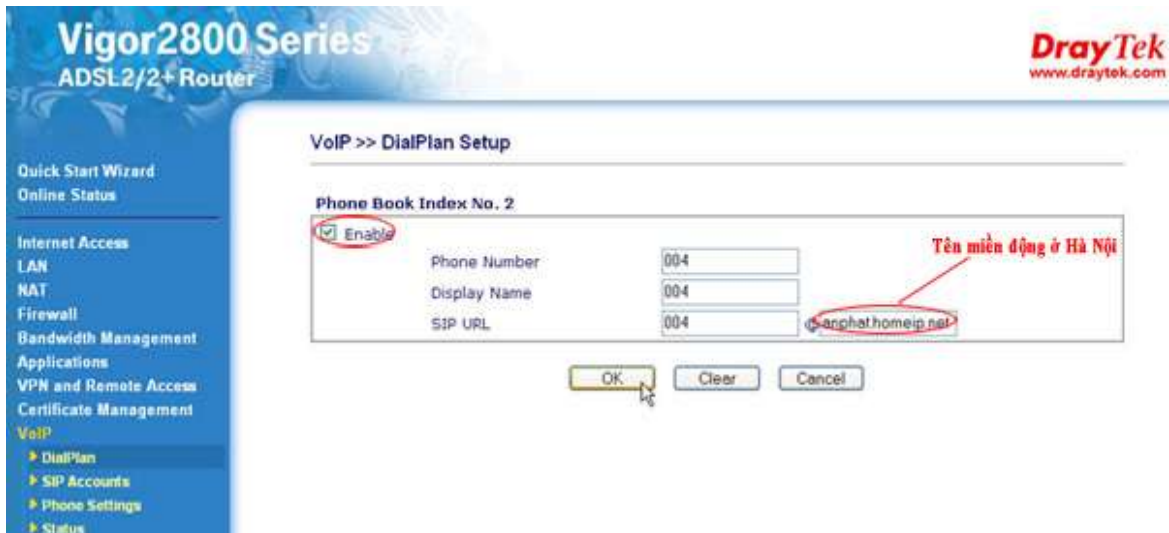 Vigor2800 Series
ADSL2/2+ Router
Dray Tek
www.draytek.com
Quick Start Wizard
Online Status
Internet Access
LAN
NAT
Firewall
Bandwidth Management
Applications
VPN and Remote Access
Certificate Management
VoIP
DialPlan
SIP Accounts
Phone Settings
Status
VoIP >> DialPlan Setup
Phone Book Index No. 2
Enable
Tên miền động ở Hà Nội
Phone Number 004
Display Name 004
SIP URL 004 @ anphat.homeip.net
OK Clear Cancel